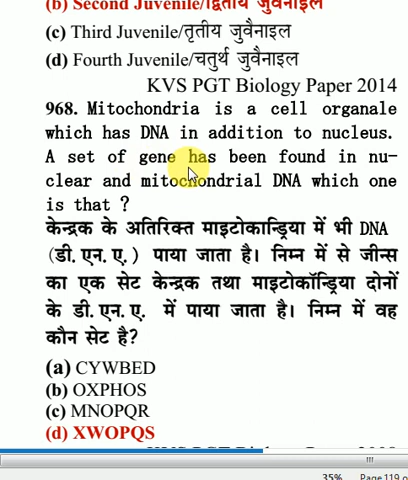 (b) Second Juvenile/द्वितीय जुवैनाइल
(c) Third Juvenile/तृतीय जुवैनाइल
(d) Fourth Juvenile/चतुर्थ जुवैनाइल
KVS PGT Biology Paper 2014
968. Mitochondria is a cell organale
which has DNA in addition to nucleus.
A set of gene has been found in nu-
clear and mitochondrial DNA which one
is that ?
केन्द्रक के अतिरिक्त माइटोकान्ड्रिया में भी DNA
(डी. एन. ए.) पाया जाता है। निम्न में से जीन्स
का एक सेट केन्द्रक तथा माइटोकॉन्ड्रिया दोनों
के डी. एन. ए. में पाया जाता है। निम्न में वह
कौन सेट है?
(a) CYWBED
(b) OXPHOS
(c) MNOPQR
(d) XWOPQS
35% Page 119 o